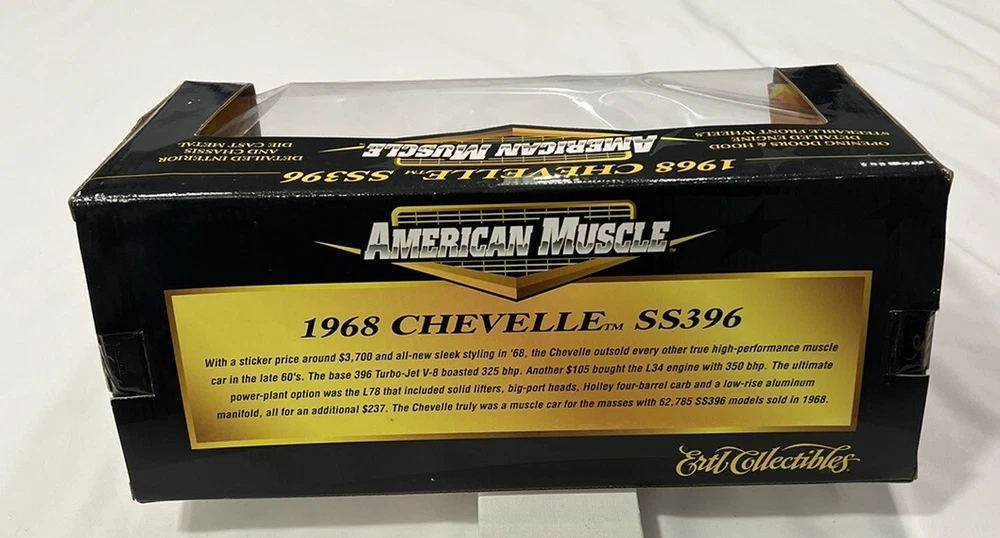 OPENING DOORS & HOOD
DETAILED ENGINE
STEERABLE FRONT WHEELS
AMERICAN MUSCLE
DETAILED INTERIOR
AND CHASSIS
DIE CAST METAL
1968 CHEVELLE™ SS396
AMERICAN MUSCLE™
1968 CHEVELLE™ SS396
With a sticker price around $3,700 and all-new sleek styling in '68, the Chevelle outsold every other true high-performance muscle
car in the late 60's. The base 396 Turbo-Jet V-8 boasted 325 bhp. Another $105 bought the L34 engine with 350 bhp. The ultimate
power-plant option was the L78 that included solid lifters, big-port heads, Holley four-barrel carb and a low-rise aluminum
manifold, all for an additional $237. The Chevelle truly was a muscle car for the masses with 62,785 SS396 models sold in 1968.
Ertl Collectibles